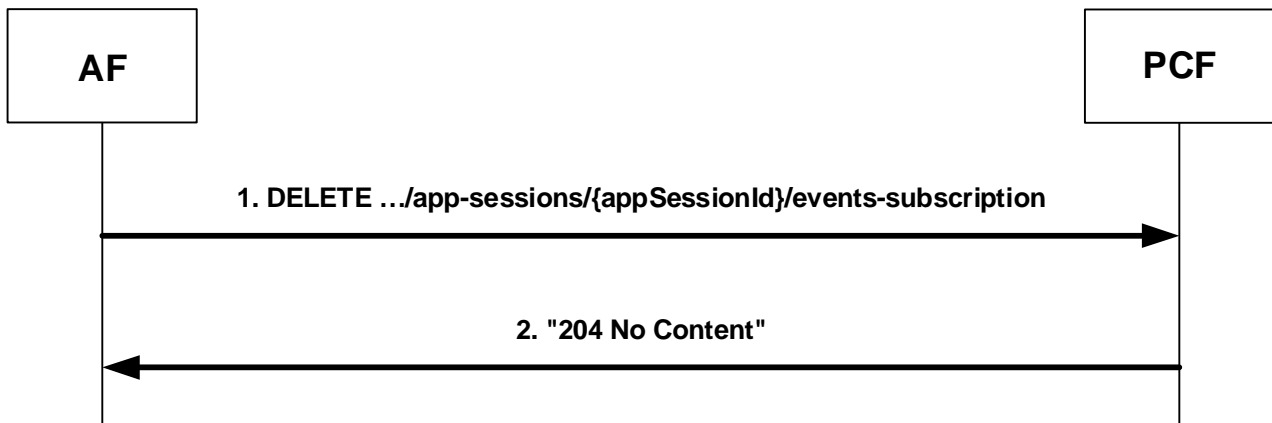 AF
PCF
1. DELETE …/app-sessions/{appSessionId}/events-subscription
2. "204 No Content"